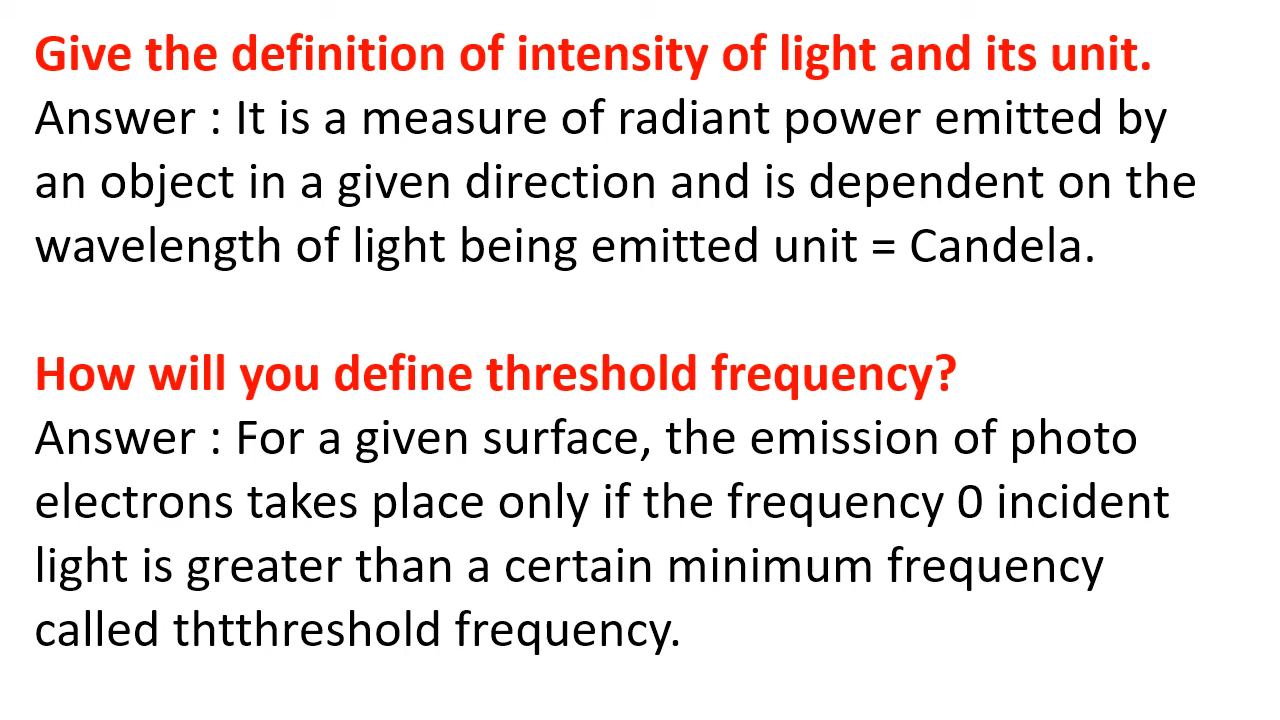 Give the definition of intensity of light and its unit.
Answer : It is a measure of radiant power emitted by
an object in a given direction and is dependent on the
wavelength of light being emitted unit = Candela.
How will you define threshold frequency?
Answer : For a given surface, the emission of photo
electrons takes place only if the frequency 0 incident
light is greater than a certain minimum frequency
called thtthreshold frequency.